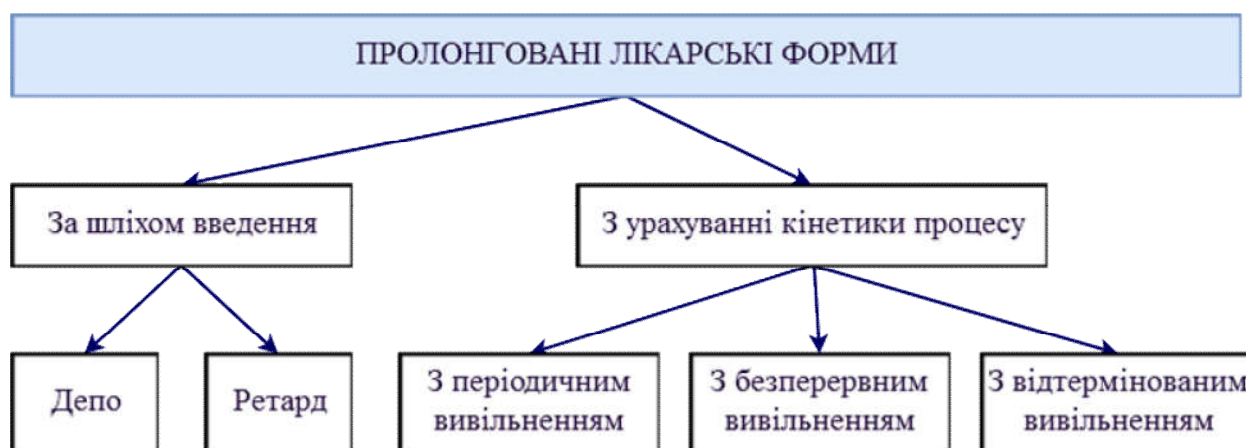 ПРОЛОНГОВАНІ ЛІКАРСЬКІ ФОРМИ
За шліхом введення
З урахуванні кінетики процесу
Депо
Ретард
З періодичним
вивільненням
З безперервним
вивільненням
З відтермінованим
вивільненням